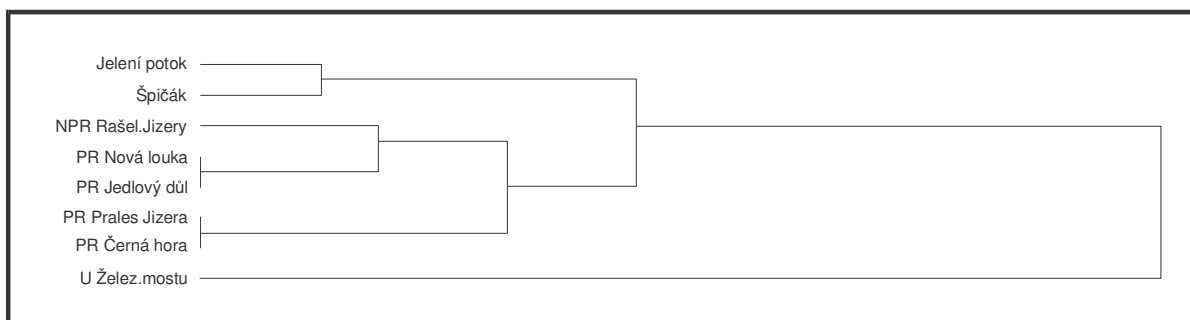 Jelení potok
Špičák
NPR Rašel.Jizery
PR Nová louka
PR Jedlový důl
PR Prales Jizera
PR Černá hora
U Želez.mostu